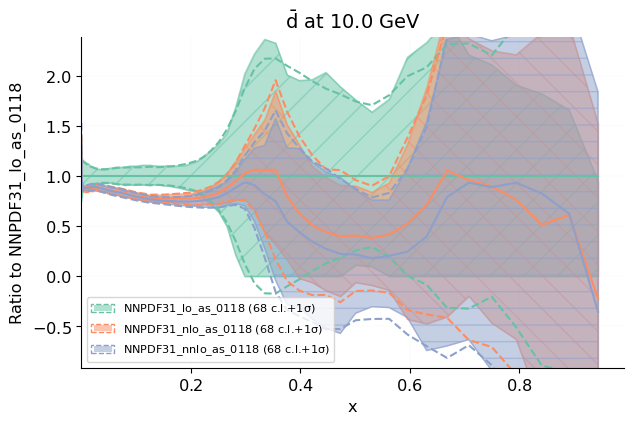 d̄ at 10.0 GeV
Ratio to NNPDF31_lo_as_0118
2.0
1.5
1.0
0.5
0.0
−0.5
NNPDF31_lo_as_0118 (68 c.l.+1σ)
NNPDF31_nlo_as_0118 (68 c.l.+1σ)
NNPDF31_nnlo_as_0118 (68 c.l.+1σ)
0.2 0.4 0.6 0.8
x